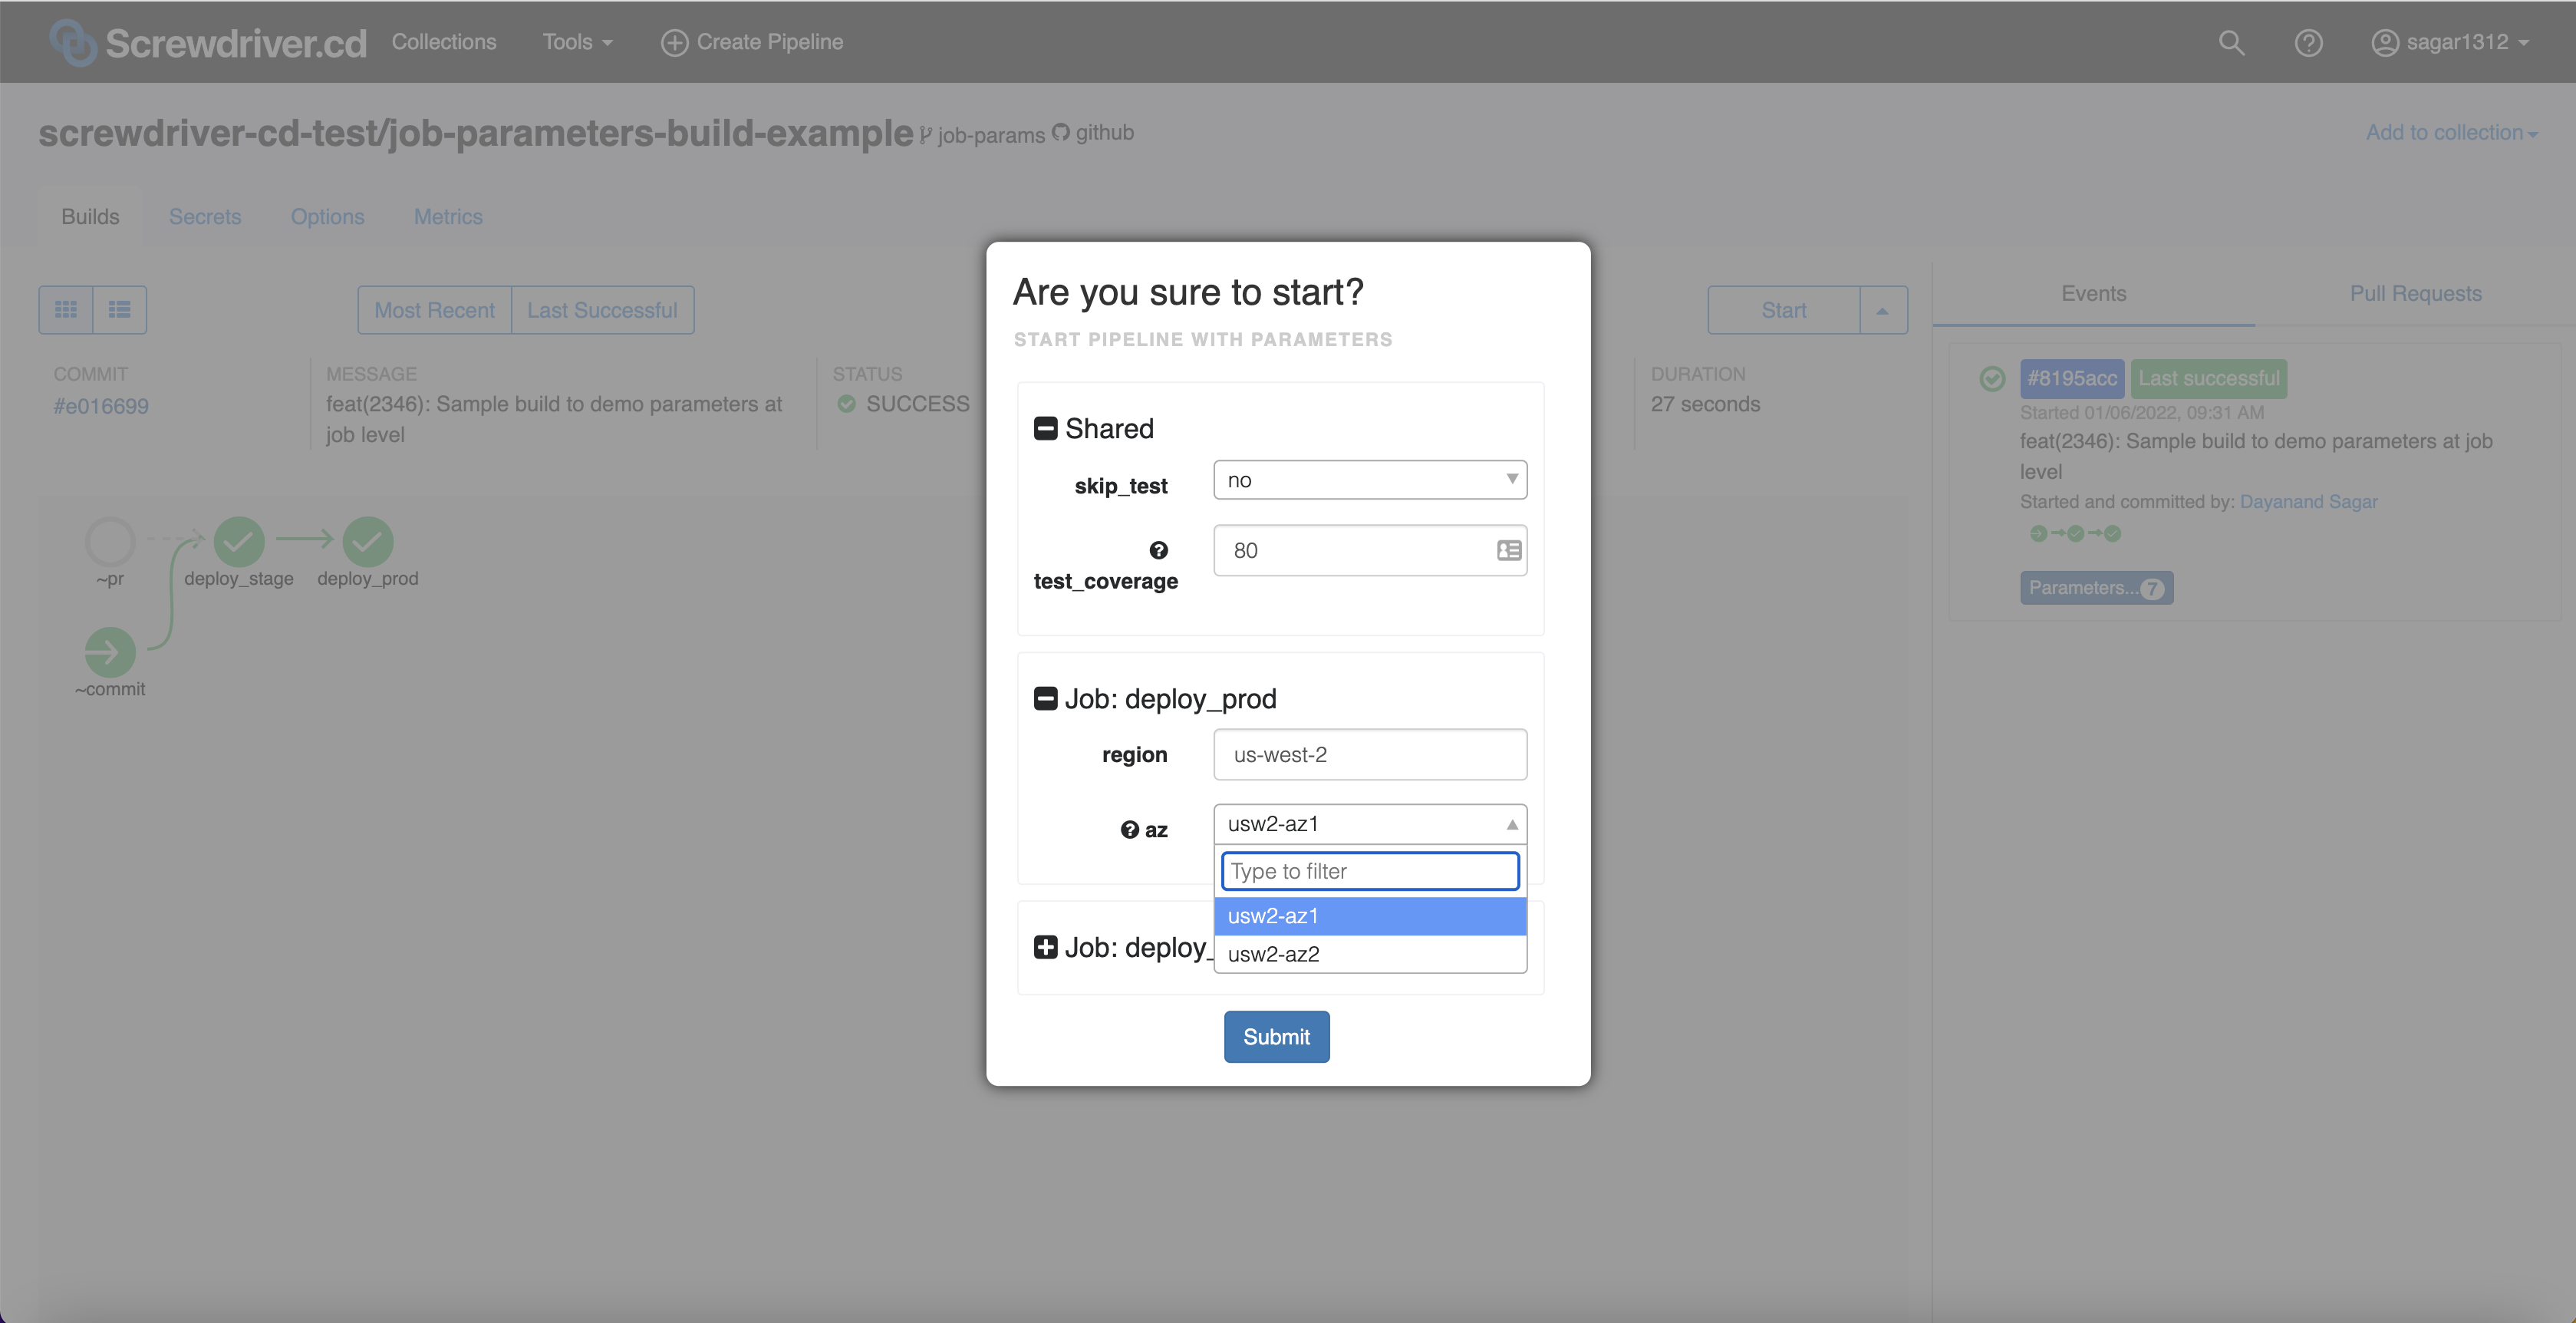 Screwdriver.cd Collections Tools Create Pipeline sagar1312
screwdriver-cd-test/job-parameters-build-example job-params github Add to collection
Builds Secrets Options Metrics
Most Recent Last Successful Start
COMMIT
#e016699
MESSAGE
feat(2346): Sample build to demo parameters at
job level
STATUS
SUCCESS
DURATION
27 seconds
~pr
deploy_stage
deploy_prod
~commit
Are you sure to start?
START PIPELINE WITH PARAMETERS
Shared
skip_test no
test_coverage 80
Job: deploy_prod
region us-west-2
az usw2-az1
Type to filter
usw2-az1
usw2-az2
Job: deploy_
Submit
Events Pull Requests
#8195acc Last successful
Started 01/06/2022, 09:31 AM
feat(2346): Sample build to demo parameters at job
level
Started and committed by: Dayanand Sagar
Parameters... 7